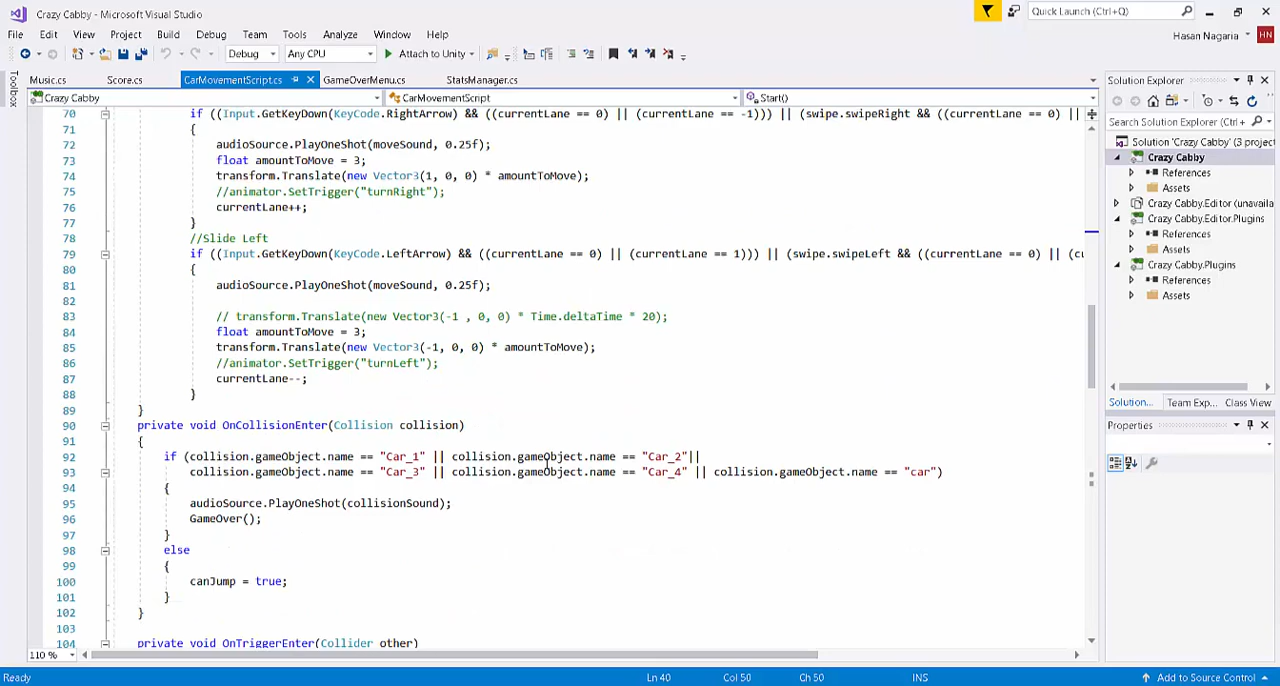 Crazy Cabby - Microsoft Visual Studio
Quick Launch (Ctrl+Q)
File Edit View Project Build Debug Team Tools Analyze Window Help
Hasan Nagaria HN
Debug Any CPU Attach to Unity
Toolbox
Music.cs Score.cs CarMovementScript.cs GameOverMenu.cs StatsManager.cs
Crazy Cabby CarMovementScript Start()
70 if ((Input.GetKeyDown(KeyCode.RightArrow) && ((currentLane == 0) || (currentLane == -1))) || (swipe.swipeRight && ((currentLane == 0) ||
71 {
72 audioSource.PlayOneShot(moveSound, 0.25f);
73 float amountToMove = 3;
74 transform.Translate(new Vector3(1, 0, 0) * amountToMove);
75 //animator.SetTrigger("turnRight");
76 currentLane++;
77 }
78 //Slide Left
79 if ((Input.GetKeyDown(KeyCode.LeftArrow) && ((currentLane == 0) || (currentLane == 1))) || (swipe.swipeLeft && ((currentLane == 0) || (cu
80 {
81 audioSource.PlayOneShot(moveSound, 0.25f);
82
83 // transform.Translate(new Vector3(-1 , 0, 0) * Time.deltaTime * 20);
84 float amountToMove = 3;
85 transform.Translate(new Vector3(-1, 0, 0) * amountToMove);
86 //animator.SetTrigger("turnLeft");
87 currentLane--;
88 }
89 }
90 private void OnCollisionEnter(Collision collision)
91 {
92 if (collision.gameObject.name == "Car_1" || collision.gameObject.name == "Car_2"||
93 collision.gameObject.name == "Car_3" || collision.gameObject.name == "Car_4" || collision.gameObject.name == "car")
94 {
95 audioSource.PlayOneShot(collisionSound);
96 GameOver();
97 }
98 else
99 {
100 canJump = true;
101 }
102 }
103
104 private void OnTriggerEnter(Collider other)
110 %
Solution Explorer
Search Solution Explorer (Ctrl+
Solution 'Crazy Cabby' (3 project
Crazy Cabby
References
Assets
Crazy Cabby.Editor (unavaila
Crazy Cabby.Editor.Plugins
References
Assets
Crazy Cabby.Plugins
References
Assets
Solution... Team Exp... Class View
Properties
Ready Ln 40 Col 50 Ch 50 INS Add to Source Control